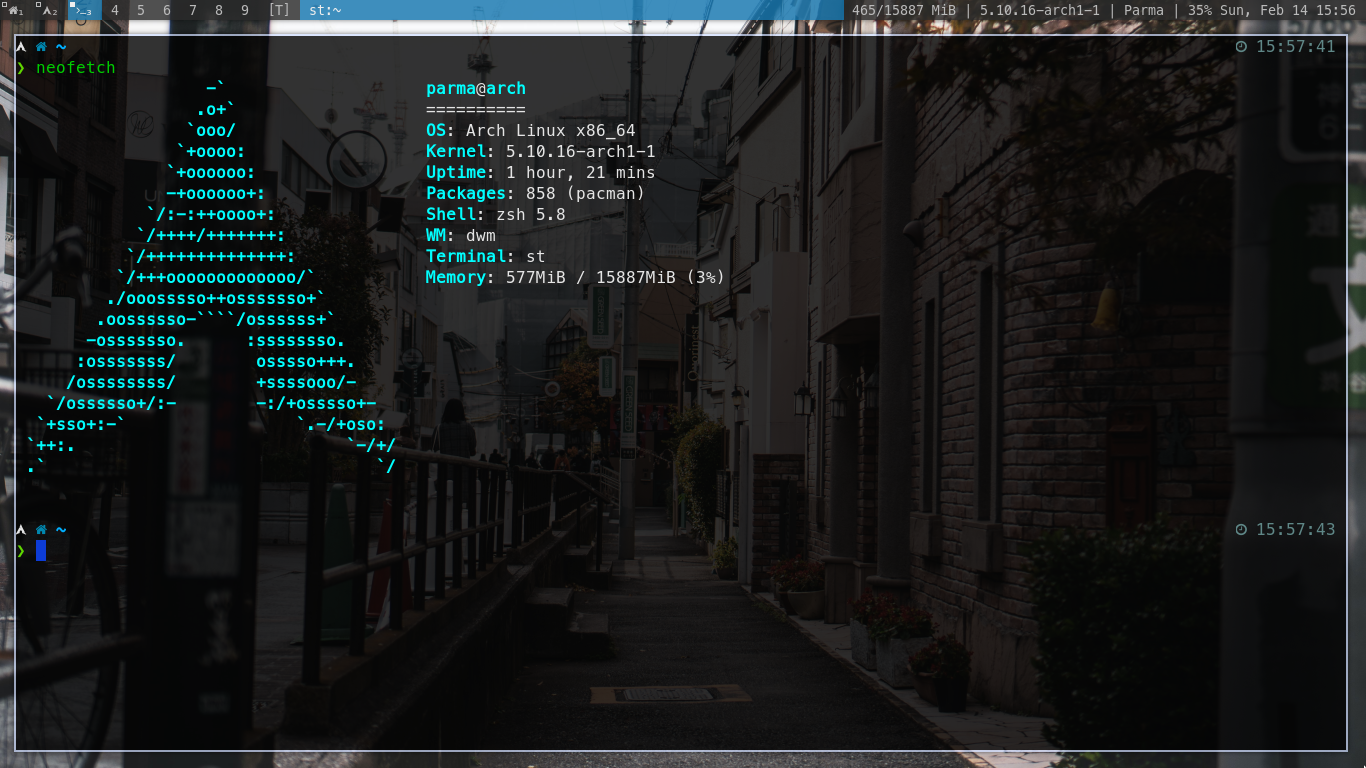 1 2 3 4 5 6 7 8 9 [T] st:~ 465/15887 MiB | 5.10.16-arch1-1 | Parma | 35% Sun, Feb 14 15:56
~ 15:57:41
❯ neofetch
-`
.o+`
`ooo/
`+oooo:
`+oooooo:
-+oooooo+:
`/:-:++oooo+:
`/++++/+++++++:
`/++++++++++++++:
`/+++ooooooooooooo/`
./ooosssso++osssssso+`
.oossssso-````/ossssss+`
-osssssso. :ssssssso.
:osssssss/ osssso+++.
/ossssssss/ +ssssooo/-
`/ossssso+/:- -:/+osssso+-
`+sso+:-` `.-/+oso:
`++:. `-/+/
.` `/
parma@arch
==========
OS: Arch Linux x86_64
Kernel: 5.10.16-arch1-1
Uptime: 1 hour, 21 mins
Packages: 858 (pacman)
Shell: zsh 5.8
WM: dwm
Terminal: st
Memory: 577MiB / 15887MiB (3%)
~ 15:57:43
❯